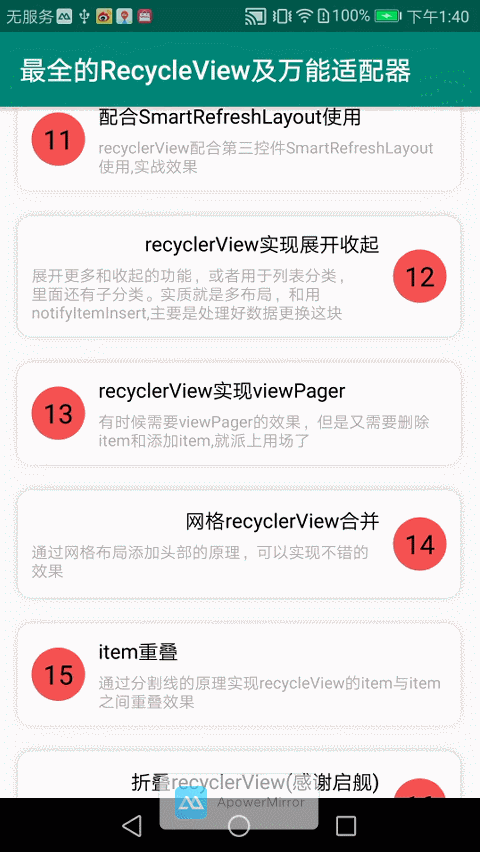 无服务 100% 下午1:40
最全的RecycleView及万能适配器
11
配合SmartRefreshLayout使用
recyclerView配合第三控件SmartRefreshLayout
使用,实战效果
recyclerView实现展开收起
12
展开更多和收起的功能，或者用于列表分类，
里面还有子分类。实质就是多布局，和用
notifyItemInsert,主要是处理好数据更换这块
13
recyclerView实现viewPager
有时候需要viewPager的效果，但是又需要删除
item和添加item,就派上用场了
网格recyclerView合并
14
通过网格布局添加头部的原理，可以实现不错的
效果
15
item重叠
通过分割线的原理实现recycleView的item与item
之间重叠效果
折叠recyclerView(感谢启舰)
ApowerMirror